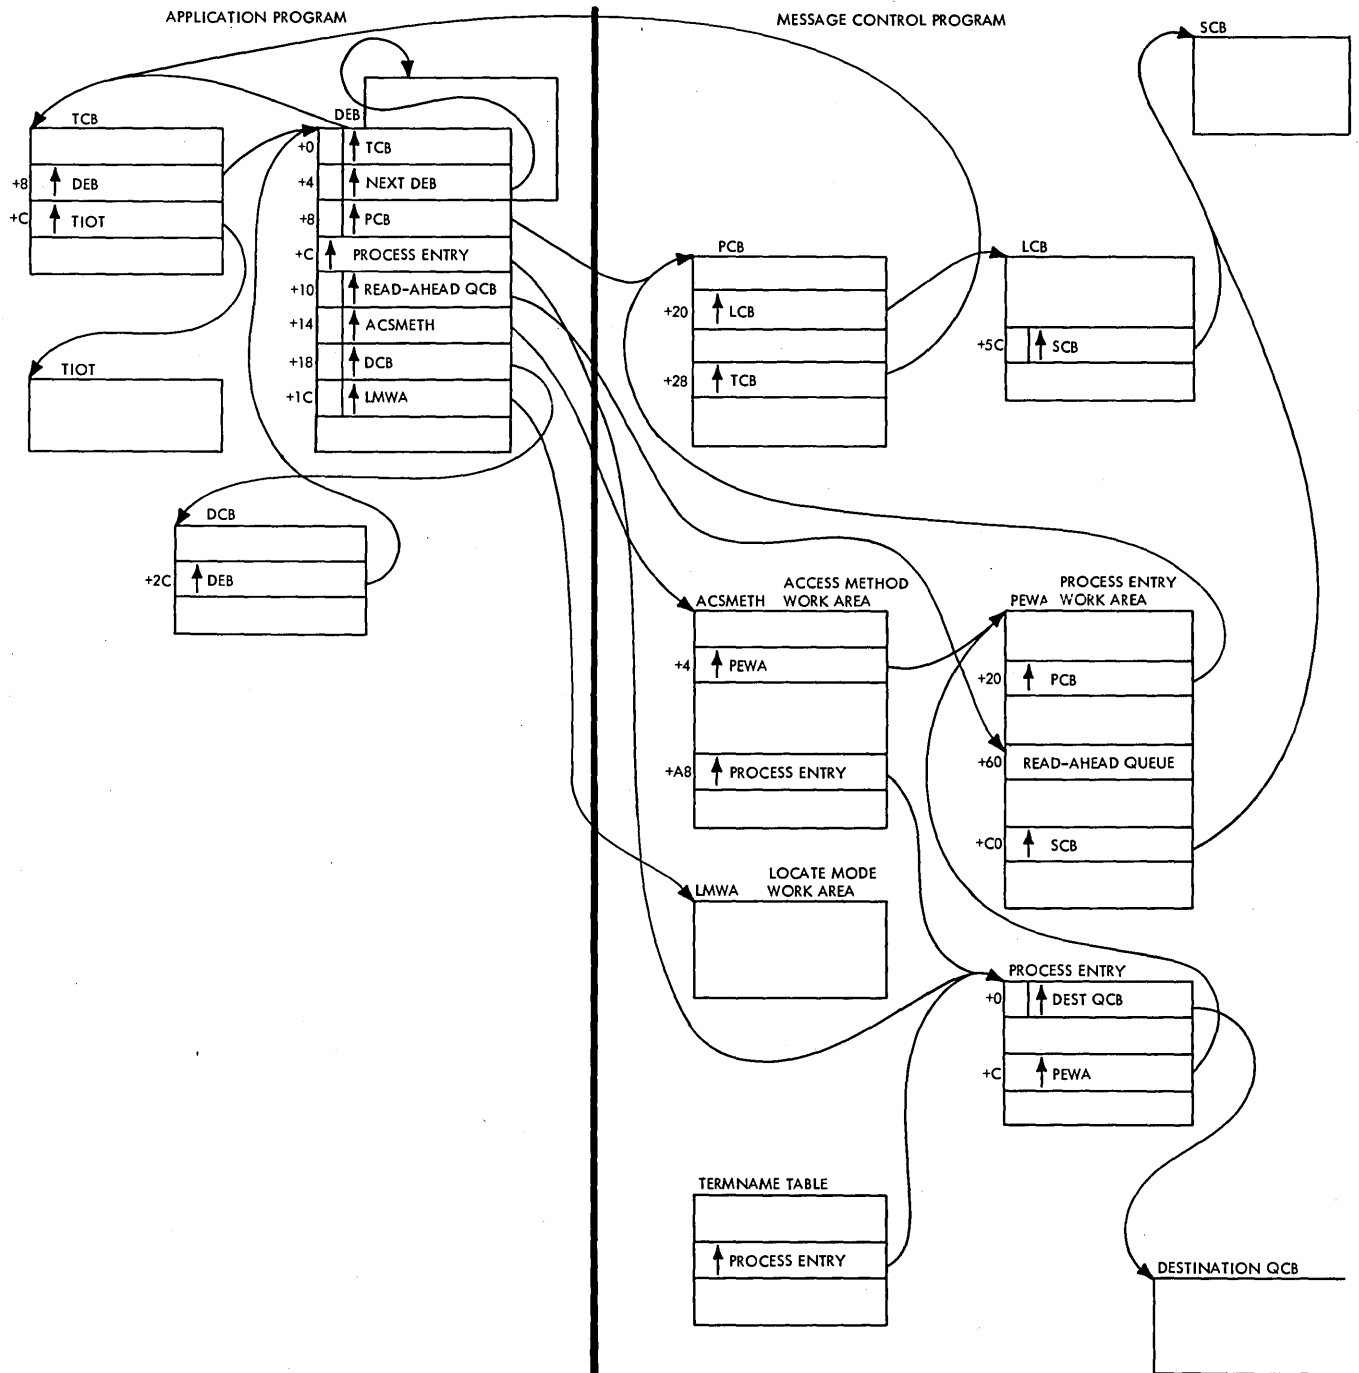 APPLICATION PROGRAM
MESSAGE CONTROL PROGRAM
SCB
TCB
+8 DEB
+C TIOT
TIOT
DEB
+0 TCB
+4 NEXT DEB
+8 PCB
+C PROCESS ENTRY
+10 READ-AHEAD QCB
+14 ACSMETH
+18 DCB
+1C LMWA
DCB
+2C DEB
PCB
+20 LCB
+28 TCB
LCB
+5C SCB
ACSMETH ACCESS METHOD
WORK AREA
+4 PEWA
+A8 PROCESS ENTRY
PEWA PROCESS ENTRY
WORK AREA
+20 PCB
+60 READ-AHEAD QUEUE
+C0 SCB
LMWA LOCATE MODE
WORK AREA
PROCESS ENTRY
+0 DEST QCB
+C PEWA
TERMNAME TABLE
PROCESS ENTRY
DESTINATION QCB